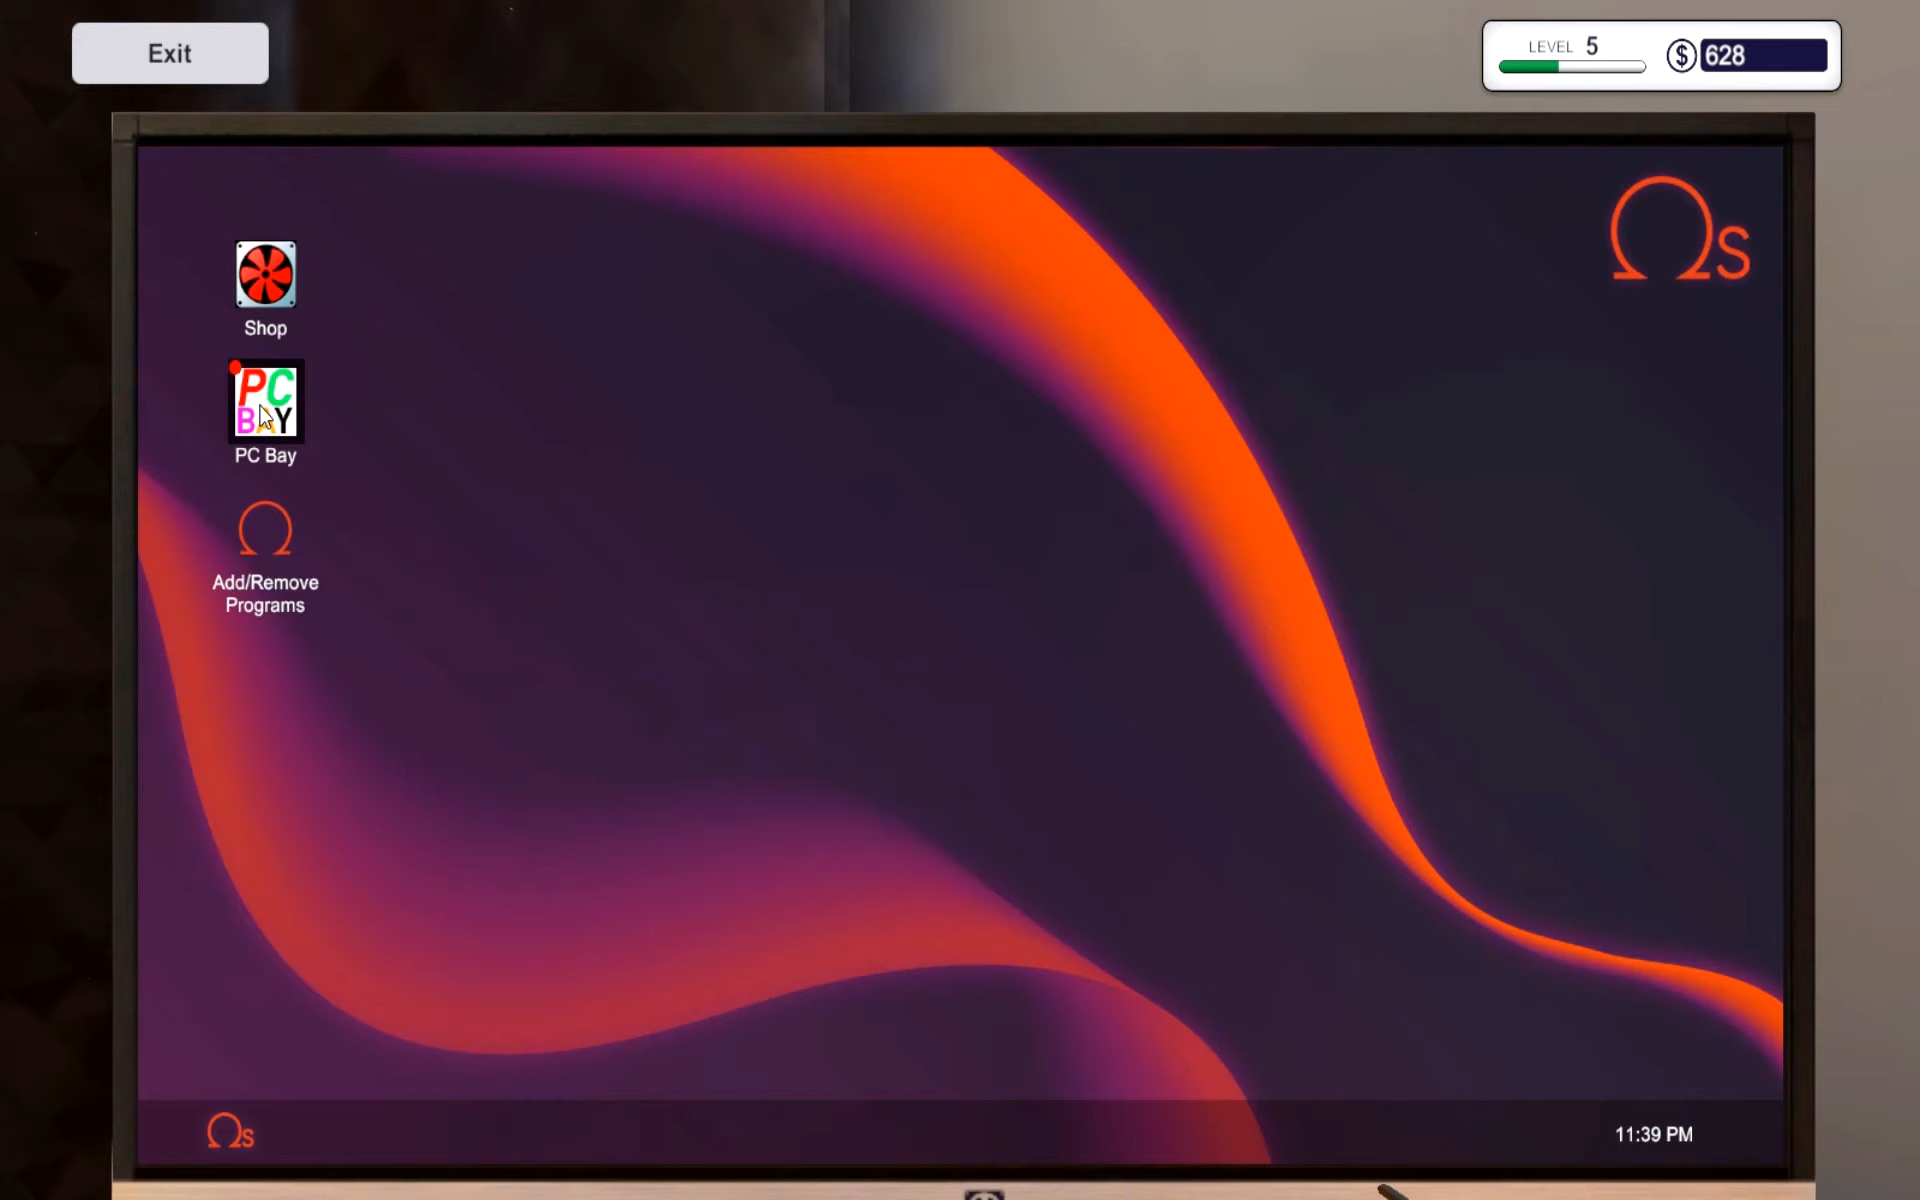 Exit
LEVEL 5
$ 628
Ωs
Shop
PC
BAY
PC Bay
Add/Remove
Programs
Ωs
11:39 PM